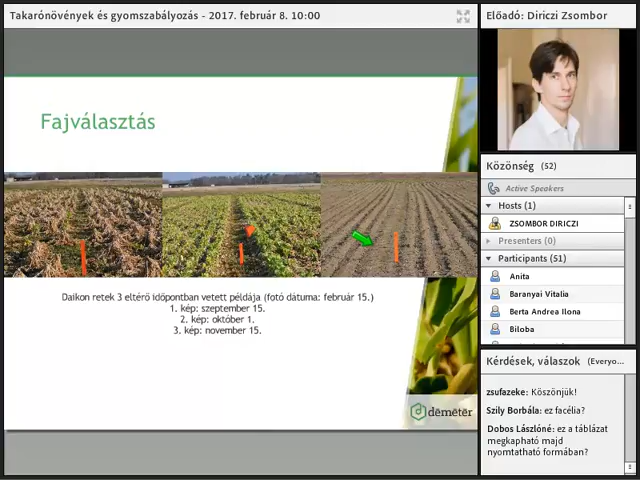 Takarónövények és gyomszabályozás - 2017. február 8. 10:00
Fajválasztás
Daikon retek 3 eltérő időpontban vetett példája (fotó dátuma: február 15.)
1. kép: szeptember 15.
2. kép: október 1.
3. kép: november 15.
dëmëtër
Előadó: Diriczi Zsombor
Közönség (52)
Active Speakers
Hosts (1)
ZSOMBOR DIRICZI
Presenters (0)
Participants (51)
Anita
Baranyai Vitalia
Berta Andrea Ilona
Biloba
Kérdések, válaszok (Everyo...
zsufazeke: Köszönjük!
Szily Borbála: ez facélia?
Dobos Lászlóné: ez a táblázat
megkapható majd
nyomtatható formában?